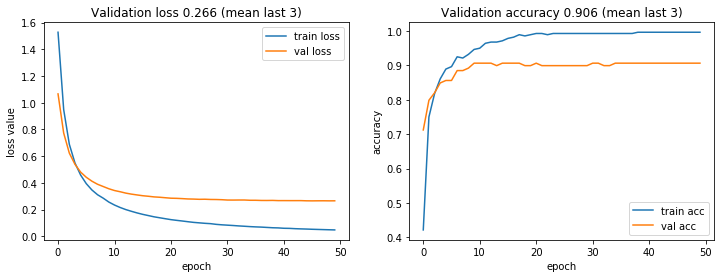 Validation loss 0.266 (mean last 3)
1.6
1.4
1.2
1.0
0.8
0.6
0.4
0.2
0.0
loss value
train loss
val loss
0 10 20 30 40 50
epoch
Validation accuracy 0.906 (mean last 3)
1.0
0.9
0.8
0.7
0.6
0.5
0.4
accuracy
train acc
val acc
0 10 20 30 40 50
epoch